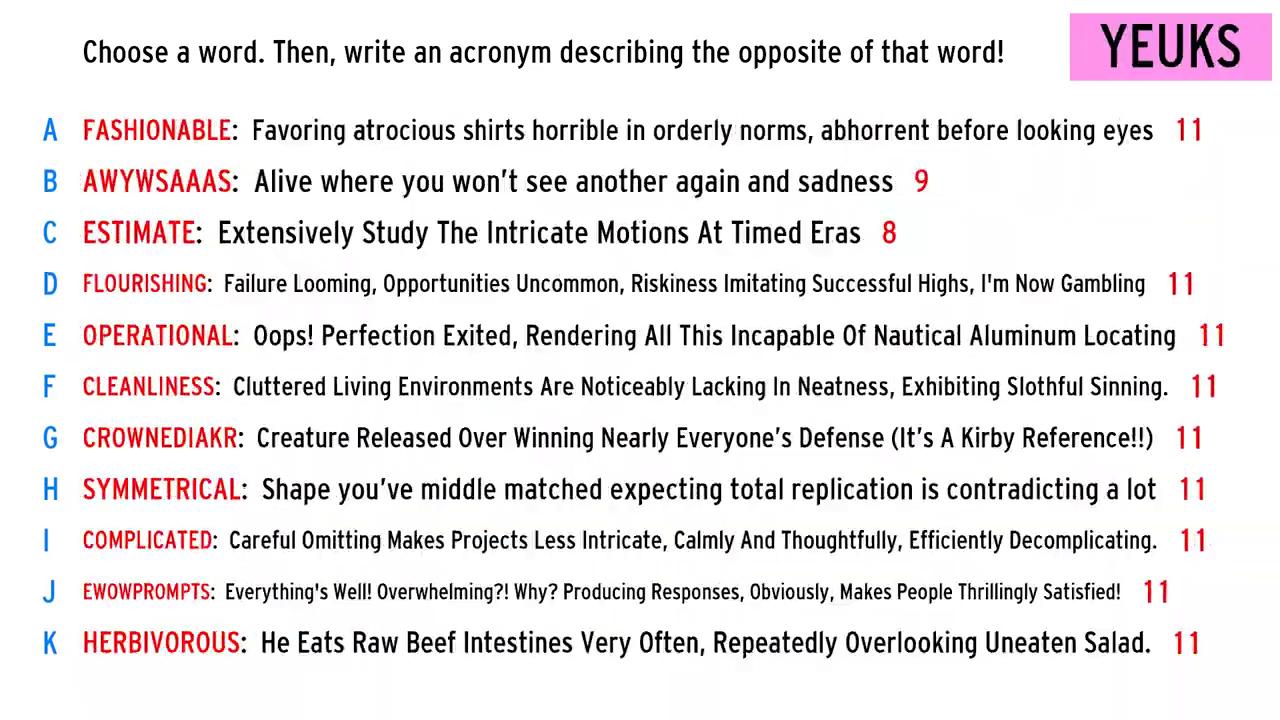 Choose a word. Then, write an acronym describing the opposite of that word!
YEUKS
A FASHIONABLE: Favoring atrocious shirts horrible in orderly norms, abhorrent before looking eyes 11
B AWYWSAAAS: Alive where you won't see another again and sadness 9
C ESTIMATE: Extensively Study The Intricate Motions At Timed Eras 8
D FLOURISHING: Failure Looming, Opportunities Uncommon, Riskiness Imitating Successful Highs, I'm Now Gambling 11
E OPERATIONAL: Oops! Perfection Exited, Rendering All This Incapable Of Nautical Aluminum Locating 11
F CLEANLINESS: Cluttered Living Environments Are Noticeably Lacking In Neatness, Exhibiting Slothful Sinning. 11
G CROWNEDIAKR: Creature Released Over Winning Nearly Everyone's Defense (It's A Kirby Reference!!) 11
H SYMMETRICAL: Shape you've middle matched expecting total replication is contradicting a lot 11
I COMPLICATED: Careful Omitting Makes Projects Less Intricate, Calmly And Thoughtfully, Efficiently Decomplicating. 11
J EWOWPROMPTS: Everything's Well! Overwhelming?! Why? Producing Responses, Obviously, Makes People Thrillingly Satisfied! 11
K HERBIVOROUS: He Eats Raw Beef Intestines Very Often, Repeatedly Overlooking Uneaten Salad. 11